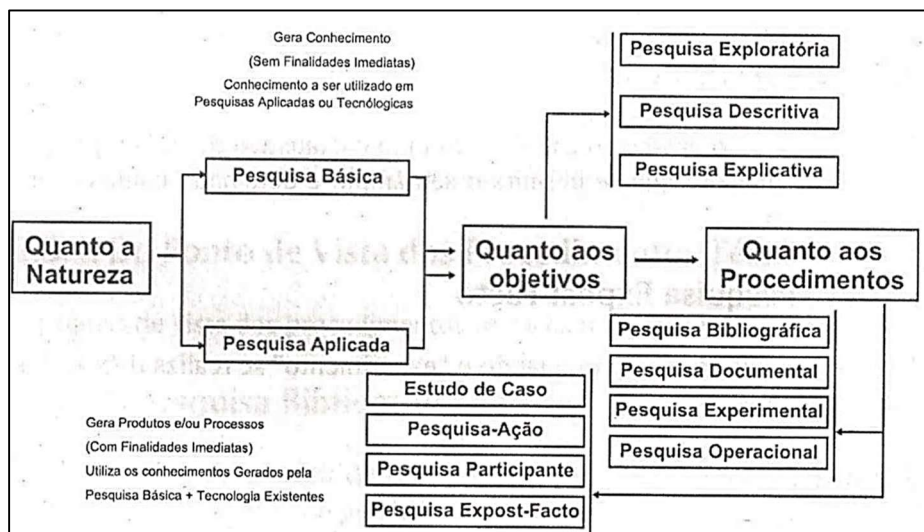 Gera Conhecimento
(Sem Finalidades Imediatas)
Conhecimento a ser utilizado em
Pesquisas Aplicadas ou Tecnólogicas
Pesquisa Exploratória
Pesquisa Descritiva
Pesquisa Explicativa
Pesquisa Básica
Quanto a
Natureza
Quanto aos
objetivos
Quanto aos
Procedimentos
Pesquisa Aplicada
Pesquisa Bibliográfica
Pesquisa Documental
Pesquisa Experimental
Pesquisa Operacional
Estudo de Caso
Pesquisa-Ação
Pesquisa Participante
Pesquisa Expost-Facto
Gera Produtos e/ou Processos
(Com Finalidades Imediatas)
Utiliza os conhecimentos Gerados pela
Pesquisa Básica + Tecnologia Existentes